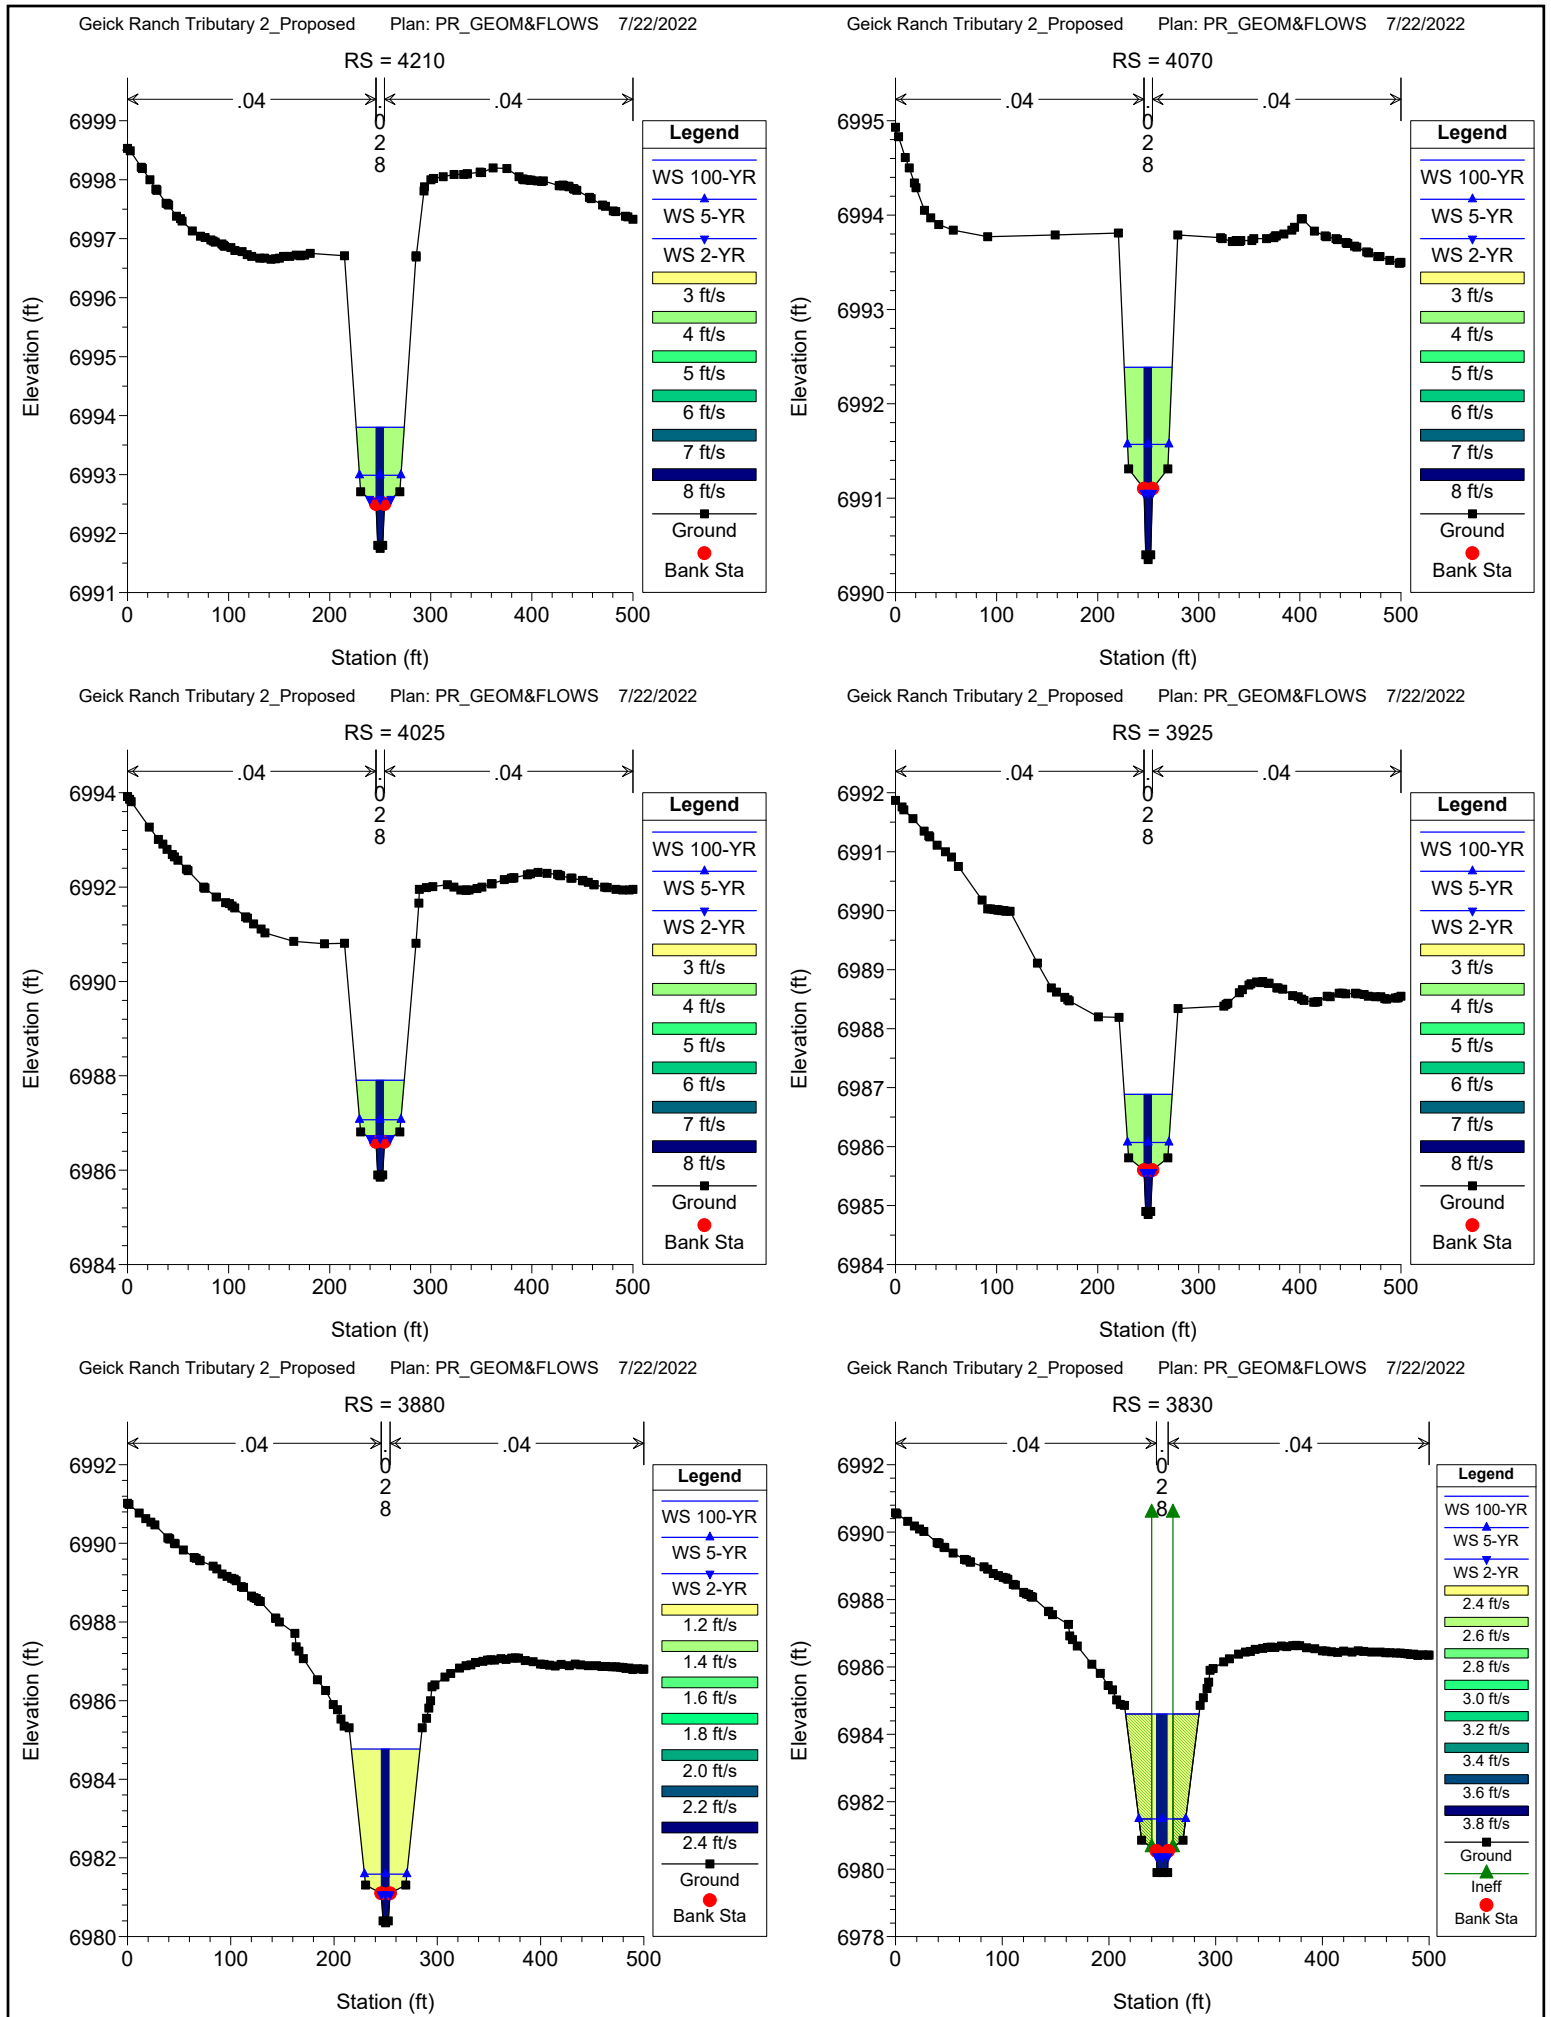 Geick Ranch Tributary 2_Proposed Plan: PR_GEOM&FLOWS 7/22/2022
RS = 4210
.04 .028 .04
6999
6998
6997
6996
6995
6994
6993
6992
6991
Elevation (ft)
0 100 200 300 400 500
Station (ft)
Legend
WS 100-YR
WS 5-YR
WS 2-YR
3 ft/s
4 ft/s
5 ft/s
6 ft/s
7 ft/s
8 ft/s
Ground
Bank Sta
Geick Ranch Tributary 2_Proposed Plan: PR_GEOM&FLOWS 7/22/2022
RS = 4070
.04 .028 .04
6995
6994
6993
6992
6991
6990
Elevation (ft)
0 100 200 300 400 500
Station (ft)
Legend
WS 100-YR
WS 5-YR
WS 2-YR
3 ft/s
4 ft/s
5 ft/s
6 ft/s
7 ft/s
8 ft/s
Ground
Bank Sta
Geick Ranch Tributary 2_Proposed Plan: PR_GEOM&FLOWS 7/22/2022
RS = 4025
.04 .028 .04
6994
6992
6990
6988
6986
6984
Elevation (ft)
0 100 200 300 400 500
Station (ft)
Legend
WS 100-YR
WS 5-YR
WS 2-YR
3 ft/s
4 ft/s
5 ft/s
6 ft/s
7 ft/s
8 ft/s
Ground
Bank Sta
Geick Ranch Tributary 2_Proposed Plan: PR_GEOM&FLOWS 7/22/2022
RS = 3925
.04 .028 .04
6992
6991
6990
6989
6988
6987
6986
6985
6984
Elevation (ft)
0 100 200 300 400 500
Station (ft)
Legend
WS 100-YR
WS 5-YR
WS 2-YR
3 ft/s
4 ft/s
5 ft/s
6 ft/s
7 ft/s
8 ft/s
Ground
Bank Sta
Geick Ranch Tributary 2_Proposed Plan: PR_GEOM&FLOWS 7/22/2022
RS = 3880
.04 .028 .04
6992
6990
6988
6986
6984
6982
6980
Elevation (ft)
0 100 200 300 400 500
Station (ft)
Legend
WS 100-YR
WS 5-YR
WS 2-YR
1.2 ft/s
1.4 ft/s
1.6 ft/s
1.8 ft/s
2.0 ft/s
2.2 ft/s
2.4 ft/s
Ground
Bank Sta
Geick Ranch Tributary 2_Proposed Plan: PR_GEOM&FLOWS 7/22/2022
RS = 3830
.04 .028 .04
6992
6990
6988
6986
6984
6982
6980
6978
Elevation (ft)
0 100 200 300 400 500
Station (ft)
Legend
WS 100-YR
WS 5-YR
WS 2-YR
2.4 ft/s
2.6 ft/s
2.8 ft/s
3.0 ft/s
3.2 ft/s
3.4 ft/s
3.6 ft/s
3.8 ft/s
Ground
Ineff
Bank Sta